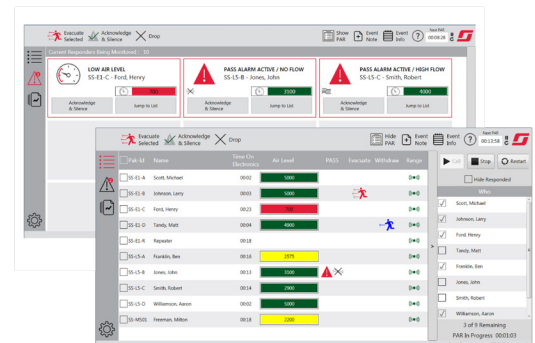 Evacuate
Selected
Acknowledge
& Silence
Drop
Show
PAR
Event
Note
Event
Info
Next PAR
00:08:28
Current Responders Being Monitored : 10
LOW AIR LEVEL
SS-E1-C - Ford, Henry
700
Acknowledge
& Silence
Jump to List
PASS ALARM ACTIVE / NO FLOW
SS-L5-B - Jones, John
3100
Acknowledge
& Silence
Jump to List
PASS ALARM ACTIVE / HIGH FLOW
SS-L5-C - Smith, Robert
4000
Acknowledge
& Silence
Jump to List
Evacuate
Selected
Acknowledge
& Silence
Drop
Hide
PAR
Event
Note
Event
Info
Next PAR
00:13:58
Pak-Id Name Time On Electronics Air Level PASS Evacuate Withdraw Range
SS-E1-A Scott, Michael 00:02 5000
SS-E1-B Johnson, Larry 00:03 5000
SS-E1-C Ford, Henry 00:23 700
SS-E1-D Tandy, Matt 00:04 4900
SS-E1-R Repeater 00:18
SS-L5-A Franklin, Ben 00:16 2575
SS-L5-B Jones, John 00:13 3100
SS-L5-C Smith, Robert 00:14 2900
SS-L5-D Williamson, Aaron 00:02 5000
SS-MS01 Freeman, Milton 00:18 2200
Call
Stop
Restart
Hide Responded
Who
Scott, Michael
Johnson, Larry
Ford, Henry
Tandy, Matt
Franklin, Ben
Jones, John
Smith, Robert
Williamson, Aaron
3 of 9 Remaining
PAR In Progress 00:01:03